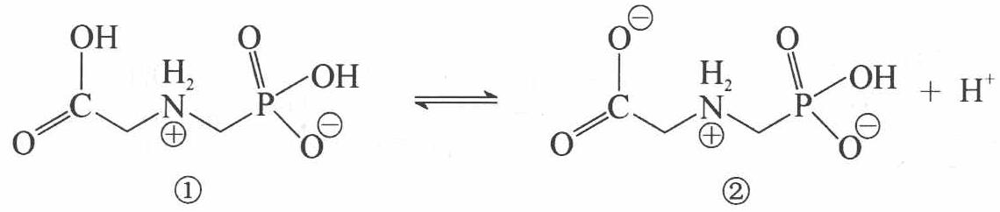 OH O H₂ OH C N P O ⊕ O⊖ ⇌ O⊖ O H₂ OH C N P O ⊕ O⊖ + H⁺
① ②